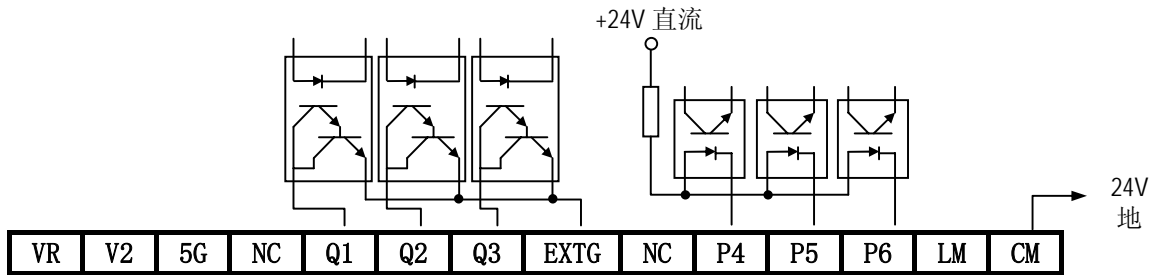 +24V 直流
24V
地
VR V2 5G NC Q1 Q2 Q3 EXTG NC P4 P5 P6 LM CM